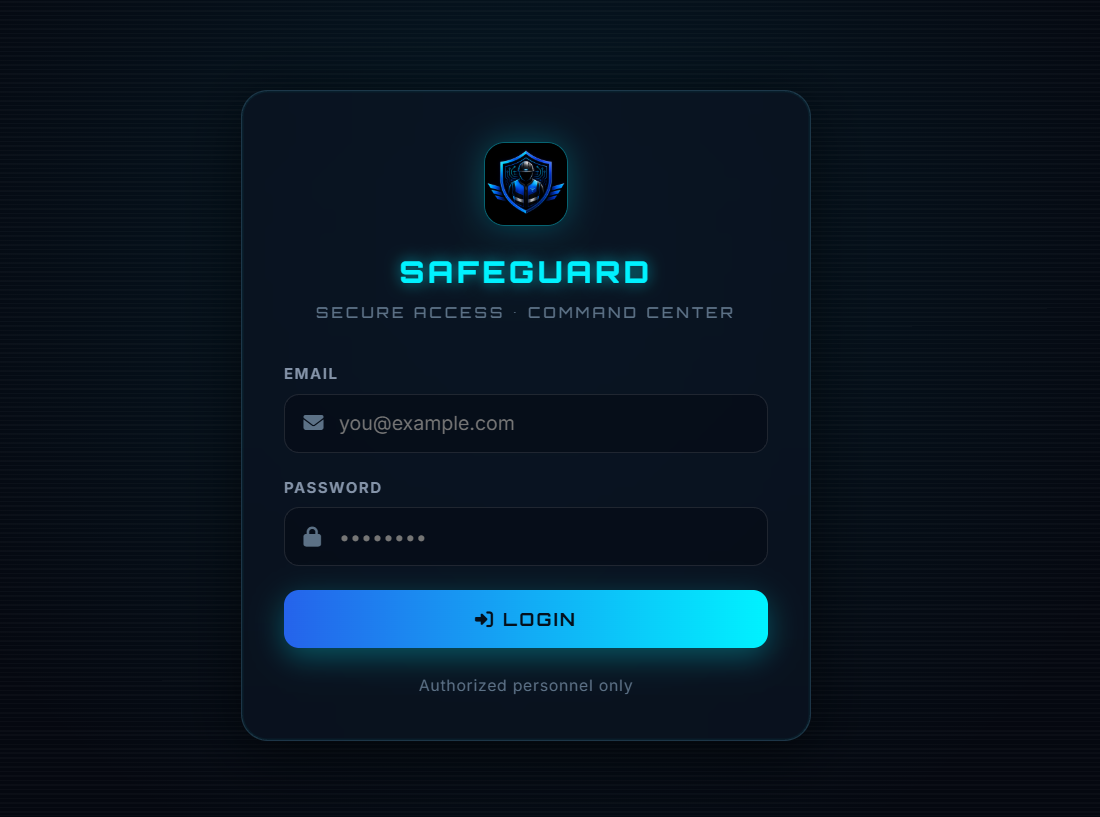 SAFEGUARD
SECURE ACCESS · COMMAND CENTER
EMAIL
you@example.com
PASSWORD
••••••••
LOGIN
Authorized personnel only